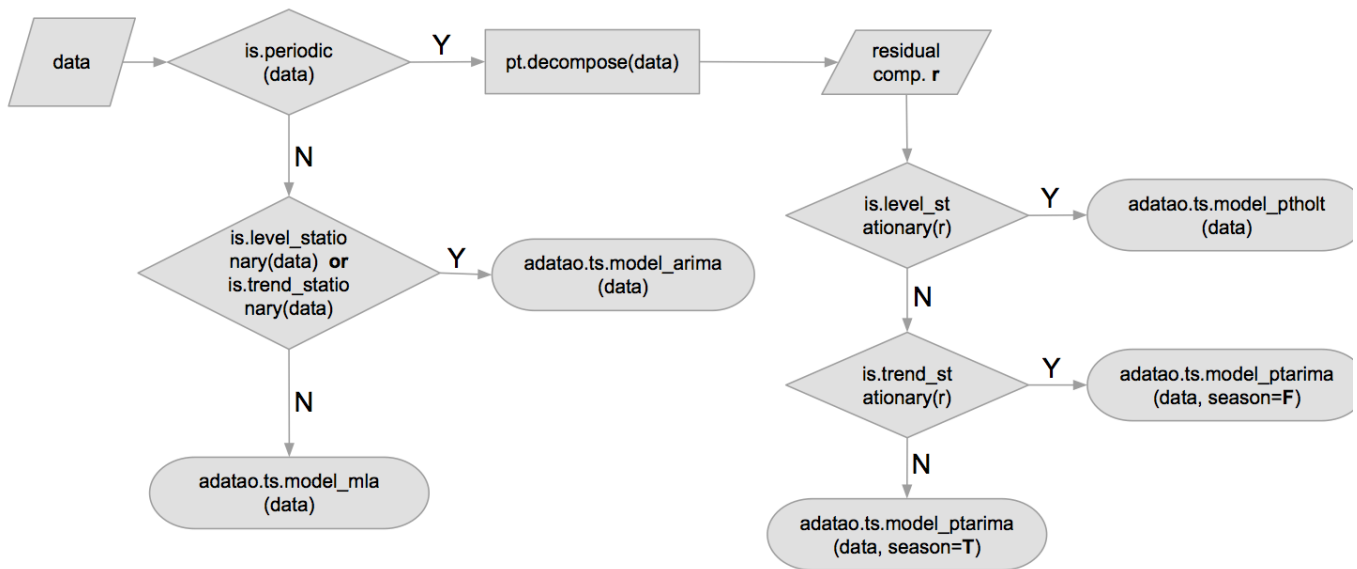 data
is.periodic
(data)
Y
pt.decompose(data)
residual
comp. r
N
is.level_statio
nary(data) or
is.trend_statio
nary(data)
Y
adatao.ts.model_arima
(data)
N
adatao.ts.model_mla
(data)
is.level_st
ationary(r)
Y
adatao.ts.model_ptholt
(data)
N
is.trend_st
ationary(r)
Y
adatao.ts.model_ptarima
(data, season=F)
N
adatao.ts.model_ptarima
(data, season=T)